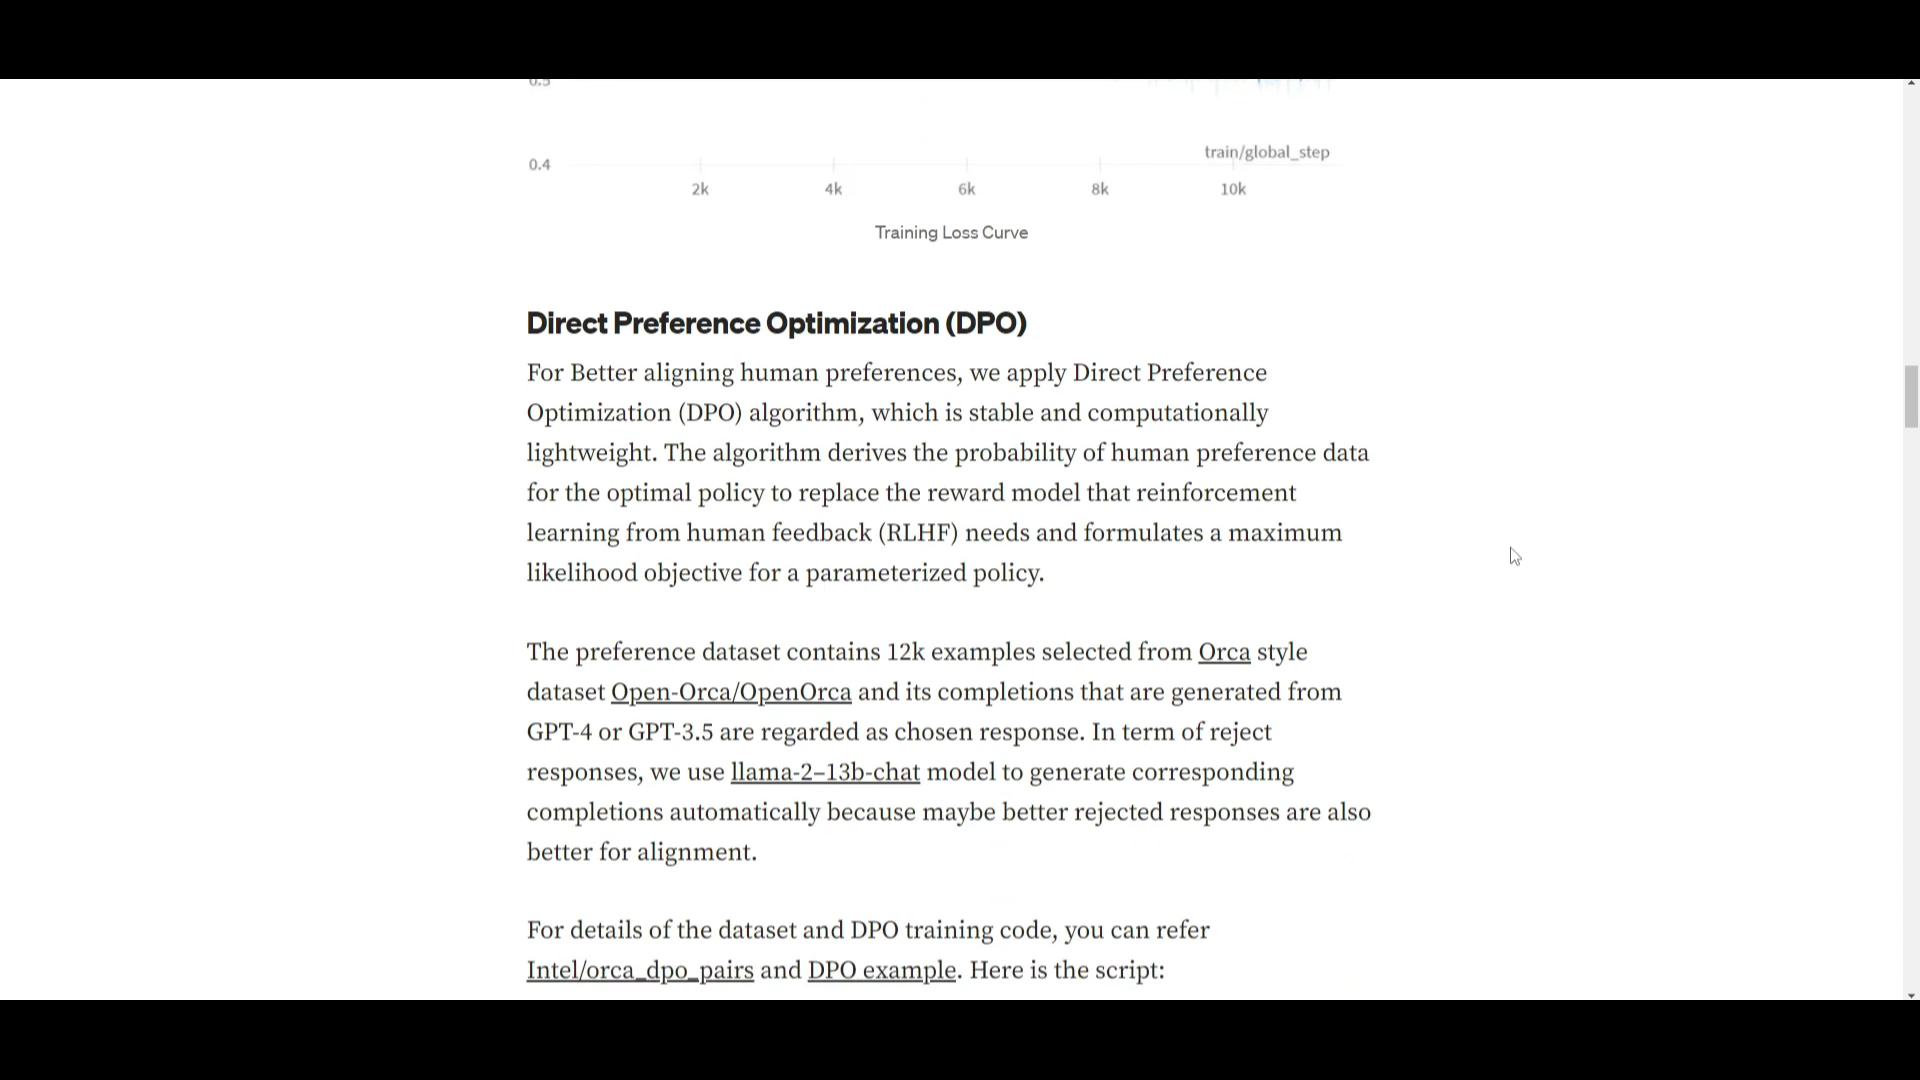 0.5
train/global_step
0.4
2k 4k 6k 8k 10k
Training Loss Curve
Direct Preference Optimization (DPO)
For Better aligning human preferences, we apply Direct Preference
Optimization (DPO) algorithm, which is stable and computationally
lightweight. The algorithm derives the probability of human preference data
for the optimal policy to replace the reward model that reinforcement
learning from human feedback (RLHF) needs and formulates a maximum
likelihood objective for a parameterized policy.
The preference dataset contains 12k examples selected from Orca style
dataset Open-Orca/OpenOrca and its completions that are generated from
GPT-4 or GPT-3.5 are regarded as chosen response. In term of reject
responses, we use llama-2–13b-chat model to generate corresponding
completions automatically because maybe better rejected responses are also
better for alignment.
For details of the dataset and DPO training code, you can refer
Intel/orca_dpo_pairs and DPO example. Here is the script: